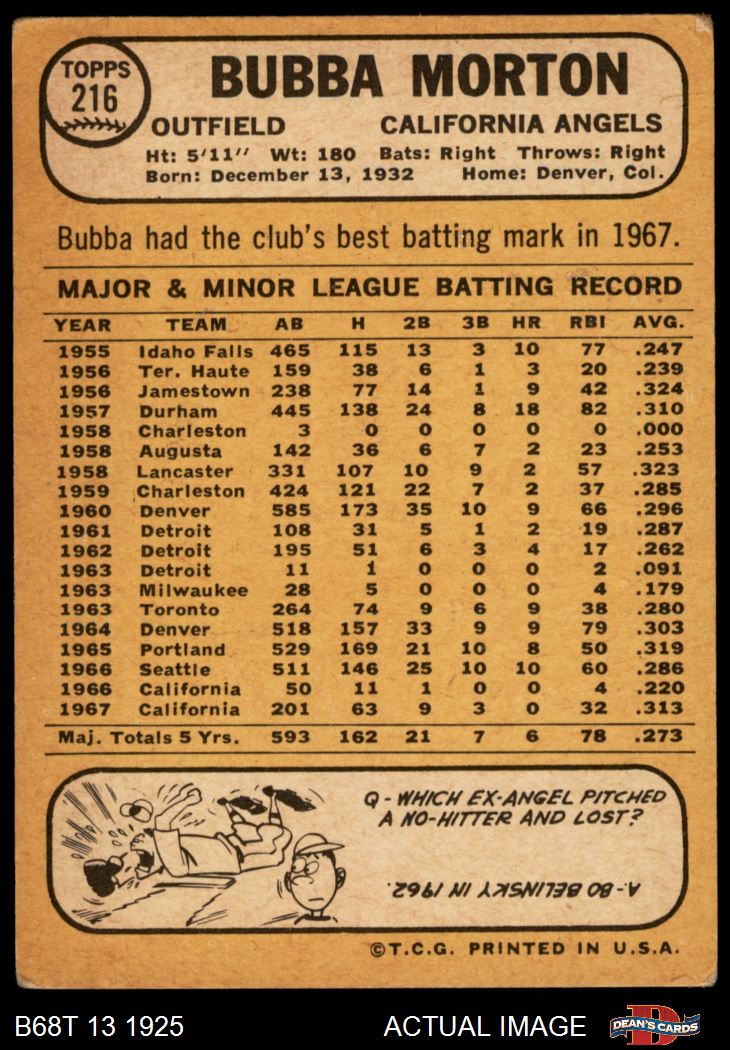 TOPPS
216
BUBBA MORTON
OUTFIELD CALIFORNIA ANGELS
Ht: 5'11'' Wt: 180 Bats: Right Throws: Right
Born: December 13, 1932 Home: Denver, Col.
Bubba had the club's best batting mark in 1967.
MAJOR & MINOR LEAGUE BATTING RECORD
YEAR TEAM AB H 2B 3B HR RBI AVG.
1955 Idaho Falls 465 115 13 3 10 77 .247
1956 Ter. Haute 159 38 6 1 3 20 .239
1956 Jamestown 238 77 14 1 9 42 .324
1957 Durham 445 138 24 8 18 82 .310
1958 Charleston 3 0 0 0 0 0 .000
1958 Augusta 142 36 6 7 2 23 .253
1958 Lancaster 331 107 10 9 2 57 .323
1959 Charleston 424 121 22 7 2 37 .285
1960 Denver 585 173 35 10 9 66 .296
1961 Detroit 108 31 5 1 2 19 .287
1962 Detroit 195 51 6 3 4 17 .262
1963 Detroit 11 1 0 0 0 2 .091
1963 Milwaukee 28 5 0 0 0 4 .179
1963 Toronto 264 74 9 6 9 38 .280
1964 Denver 518 157 33 9 9 79 .303
1965 Portland 529 169 21 10 8 50 .319
1966 Seattle 511 146 25 10 10 60 .286
1966 California 50 11 1 0 0 4 .220
1967 California 201 63 9 3 0 32 .313
Maj. Totals 5 Yrs. 593 162 21 7 6 78 .273
Q - WHICH EX-ANGEL PITCHED
A NO-HITTER AND LOST?
A- BO BELINSKY IN 1962.
©T.C.G. PRINTED IN U.S.A.
B68T 13 1925 ACTUAL IMAGE
D
DEAN'S CARDS